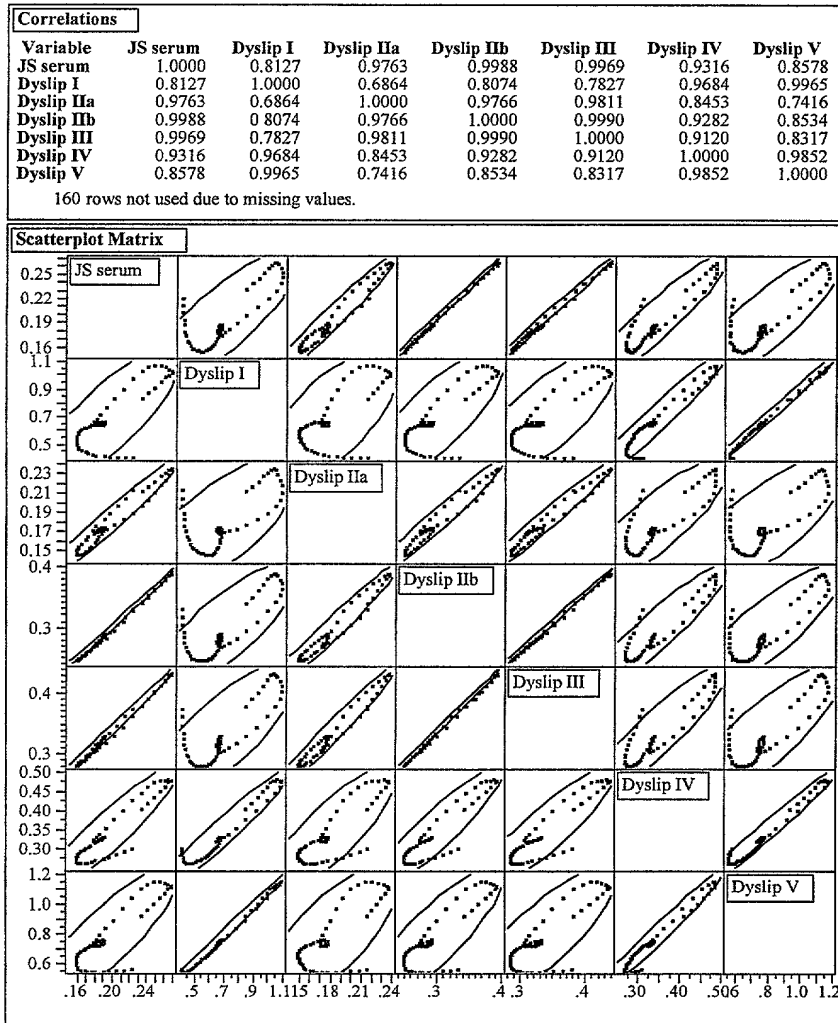 Correlations
Variable JS serum Dyslip I Dyslip IIa Dyslip IIb Dyslip III Dyslip IV Dyslip V
JS serum 1.0000 0.8127 0.9763 0.9988 0.9969 0.9316 0.8578
Dyslip I 0.8127 1.0000 0.6864 0.8074 0.7827 0.9684 0.9965
Dyslip IIa 0.9763 0.6864 1.0000 0.9766 0.9811 0.8453 0.7416
Dyslip IIb 0.9988 0 8074 0.9766 1.0000 0.9990 0.9282 0.8534
Dyslip III 0.9969 0.7827 0.9811 0.9990 1.0000 0.9120 0.8317
Dyslip IV 0.9316 0.9684 0.8453 0.9282 0.9120 1.0000 0.9852
Dyslip V 0.8578 0.9965 0.7416 0.8534 0.8317 0.9852 1.0000
160 rows not used due to missing values.
Scatterplot Matrix
JS serum
0.25
0.22
0.19
0.16
Dyslip I
1.1
0.9
0.7
0.5
Dyslip IIa
0.23
0.21
0.19
0.17
0.15
Dyslip IIb
0.4
0.3
Dyslip III
0.4
0.3
Dyslip IV
0.50
0.45
0.40
0.35
0.30
Dyslip V
1.2
1.0
0.8
0.6
.16 .20 .24 .5 .7 .9 1.115 .18 .21 .24 .3 .4.3 .4 .30 .40 .506 .8 1.0 1.2